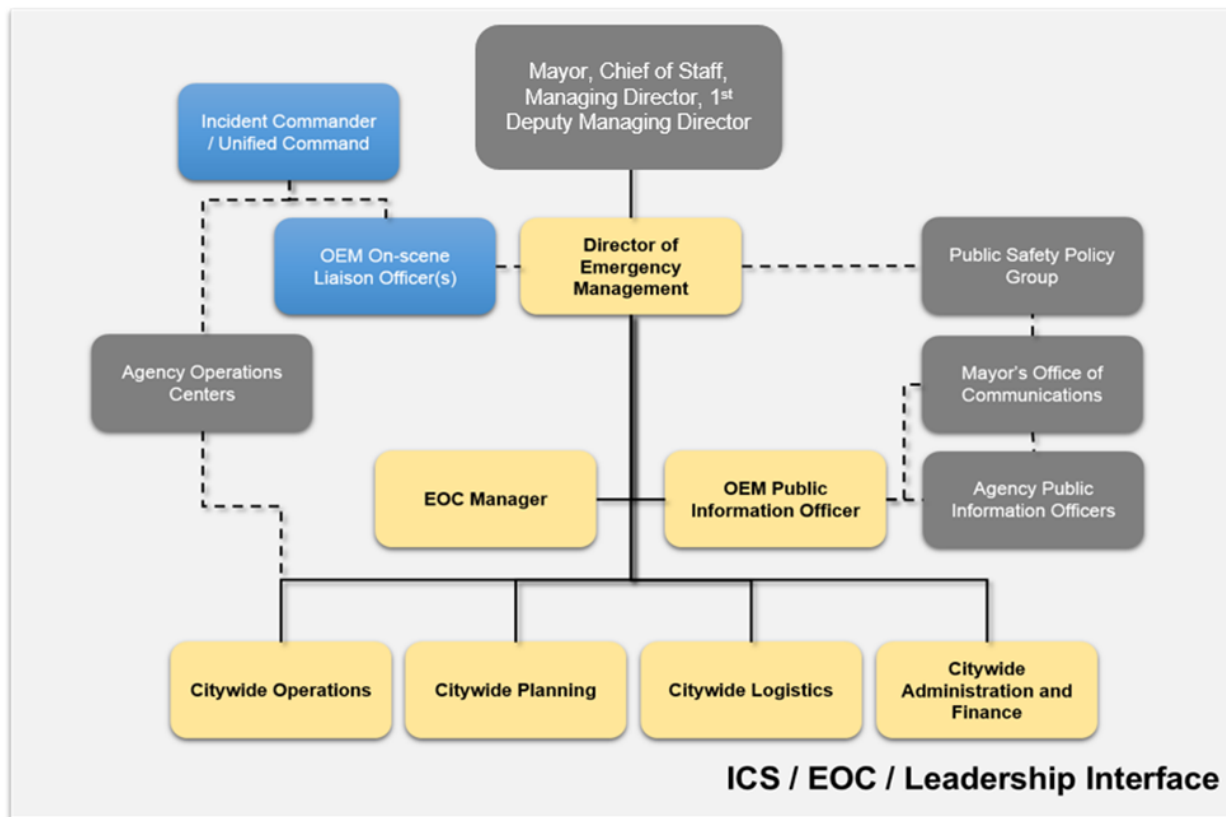 Mayor, Chief of Staff,
Managing Director, 1st
Deputy Managing Director
Incident Commander
/ Unified Command
OEM On-scene
Liaison Officer(s)
Director of
Emergency
Management
Public Safety Policy
Group
Agency Operations
Centers
Mayor's Office of
Communications
EOC Manager
OEM Public
Information Officer
Agency Public
Information Officers
Citywide Operations
Citywide Planning
Citywide Logistics
Citywide
Administration and
Finance
ICS / EOC / Leadership Interface